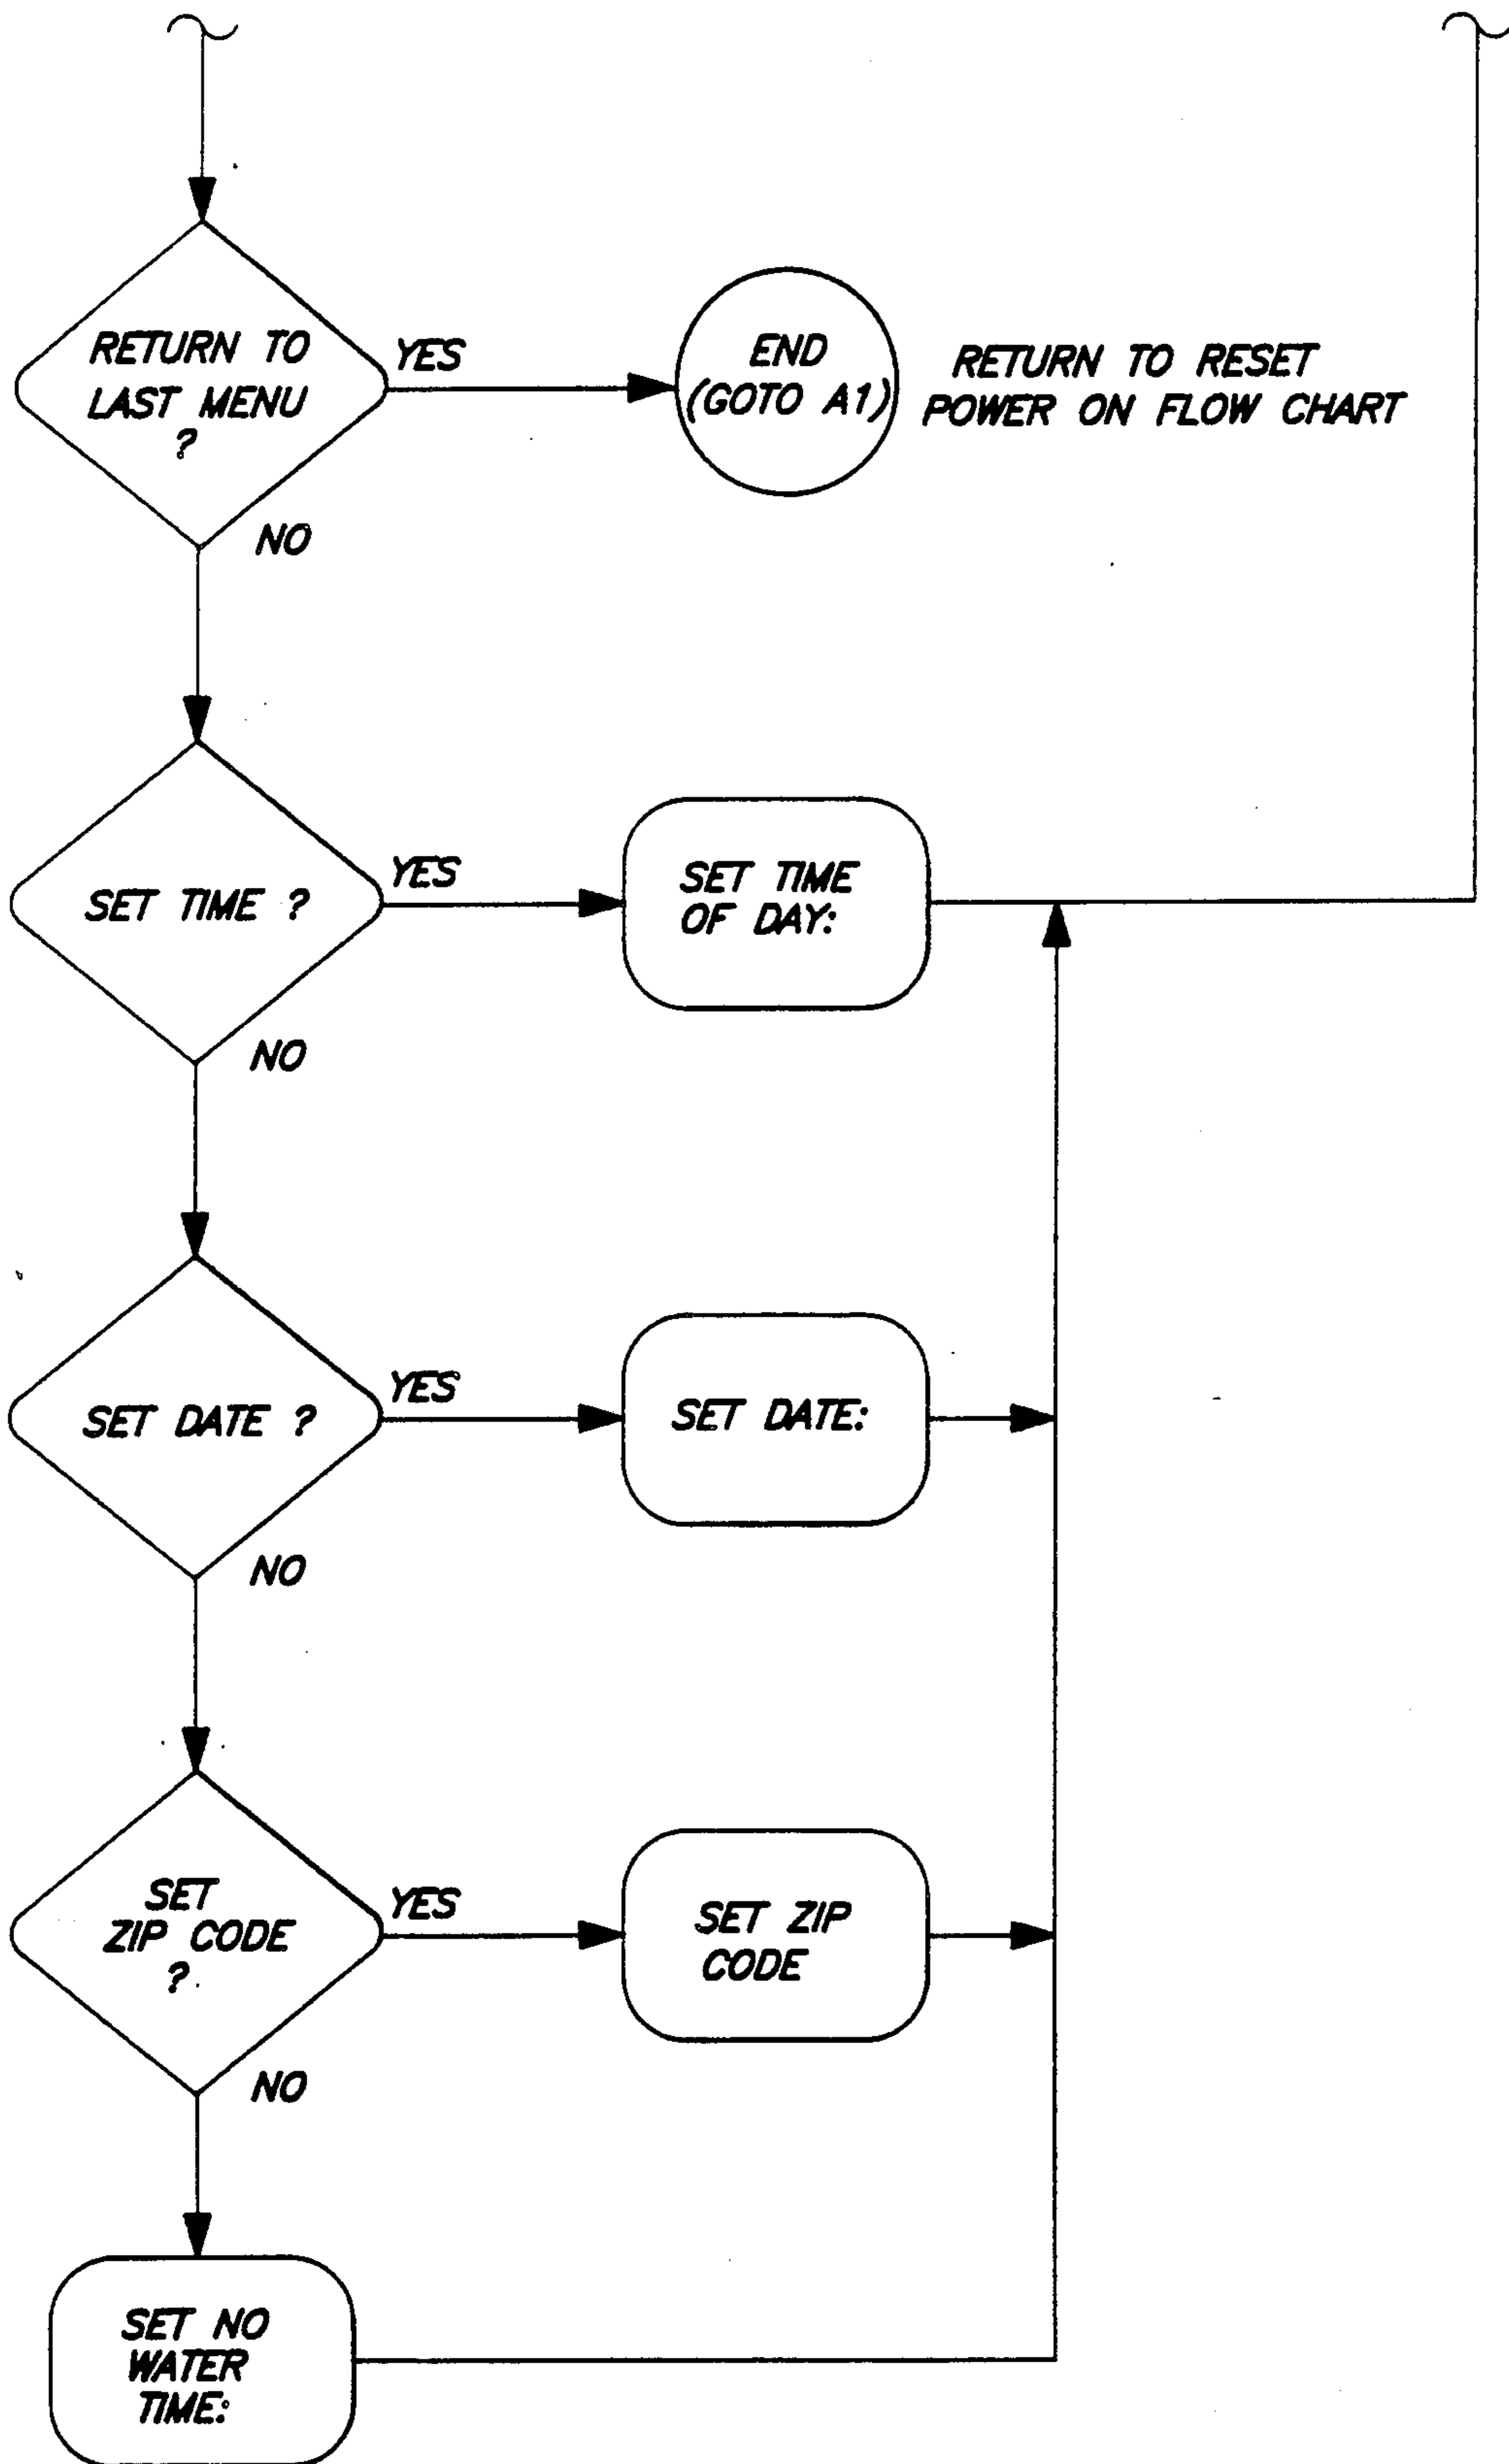 RETURN TO
LAST MENU
?
YES
END
(GOTO A1)
RETURN TO RESET
POWER ON FLOW CHART
NO
SET TIME ?
YES
SET TIME
OF DAY:
NO
SET DATE ?
YES
SET DATE:
NO
SET
ZIP CODE
?
YES
SET ZIP
CODE
NO
SET NO
WATER
TIME: